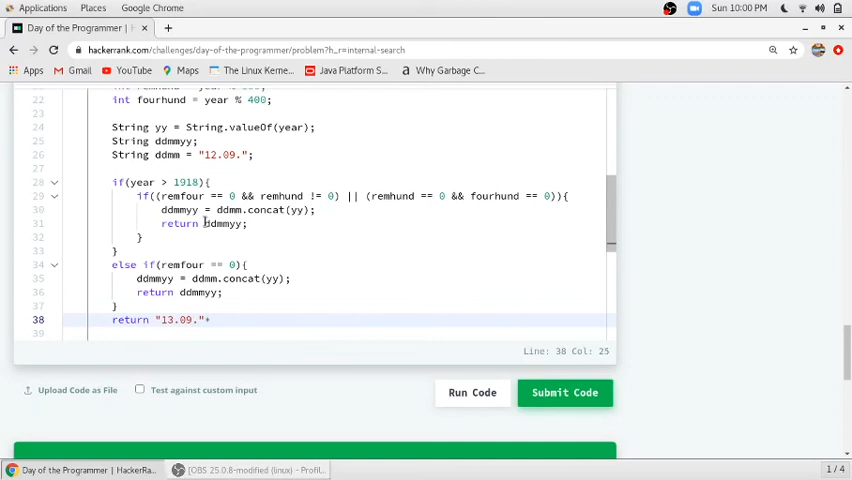 Applications Places Google Chrome Sun 10:00 PM
Day of the Programmer | H
hackerrank.com/challenges/day-of-the-programmer/problem?h_r=internal-search
Apps Gmail YouTube Maps The Linux Kerne... Java Platform S... Why Garbage C...
22 int fourhund = year % 400;
23
24 String yy = String.valueOf(year);
25 String ddmmyy;
26 String ddmm = "12.09.";
27
28 if(year > 1918){
29 if((remfour == 0 && remhund != 0) || (remhund == 0 && fourhund == 0)){
30 ddmmyy = ddmm.concat(yy);
31 return ddmmyy;
32 }
33 }
34 else if(remfour == 0){
35 ddmmyy = ddmm.concat(yy);
36 return ddmmyy;
37 }
38 return "13.09."+
39
Line: 38 Col: 25
Upload Code as File Test against custom input Run Code Submit Code
Day of the Programmer | HackerRa... [OBS 25.0.8-modified (linux) - Profil... 1 / 4